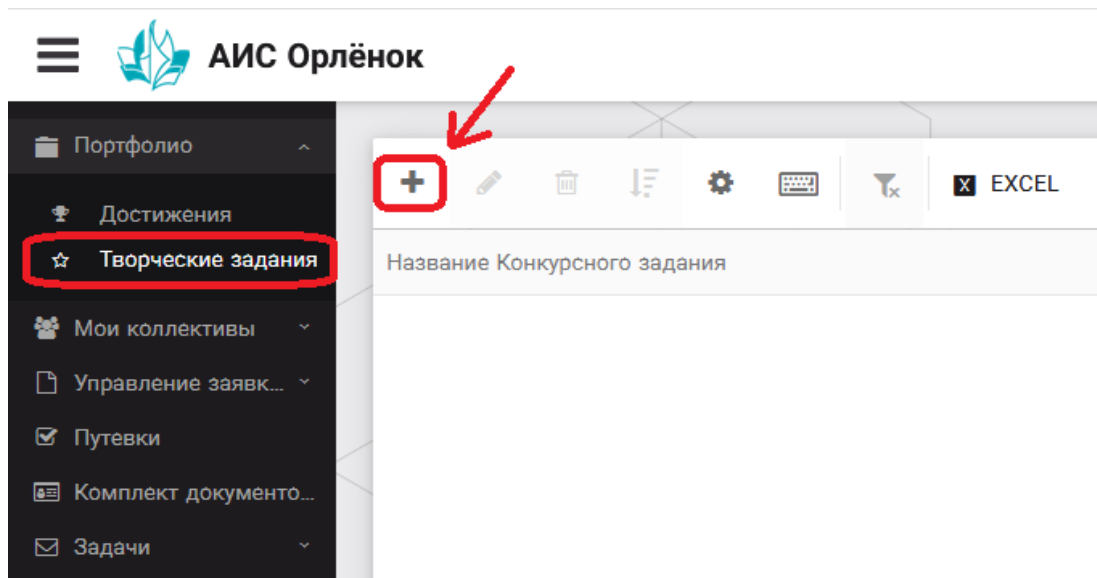 АИС Орлёнок
Портфолио
Достижения
Творческие задания
Мои коллективы
Управление заявк...
Путевки
Комплект документо...
Задачи
EXCEL
Название Конкурсного задания